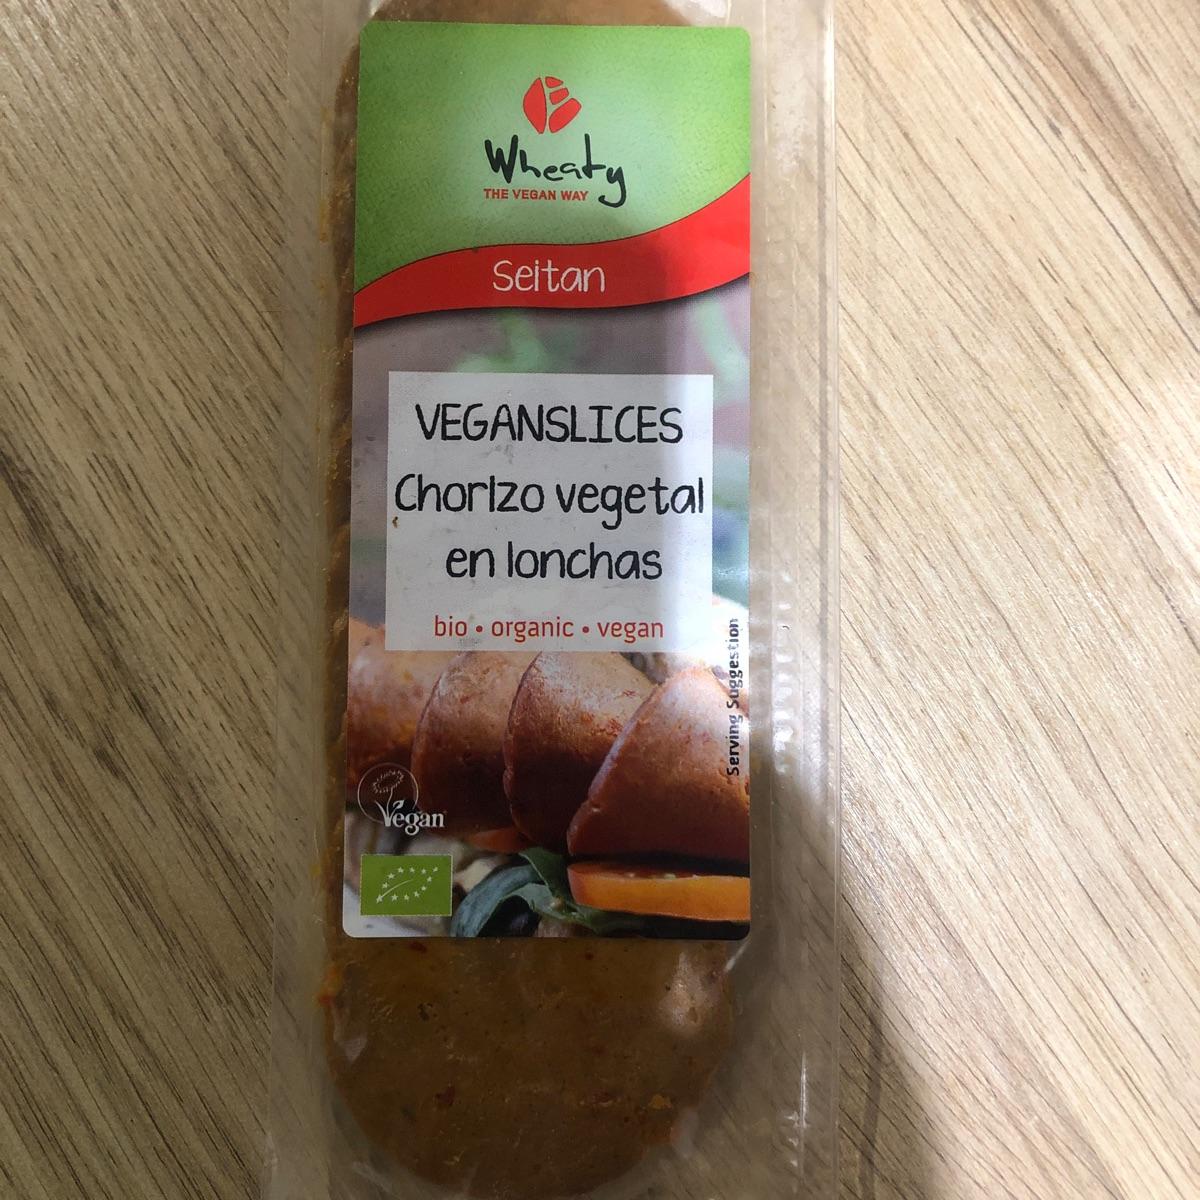 Wheaty
THE VEGAN WAY
Seitan
VEGANSLICES
Chorizo vegetal
en lonchas
bio • organic • vegan
Serving Suggestion
Vegan